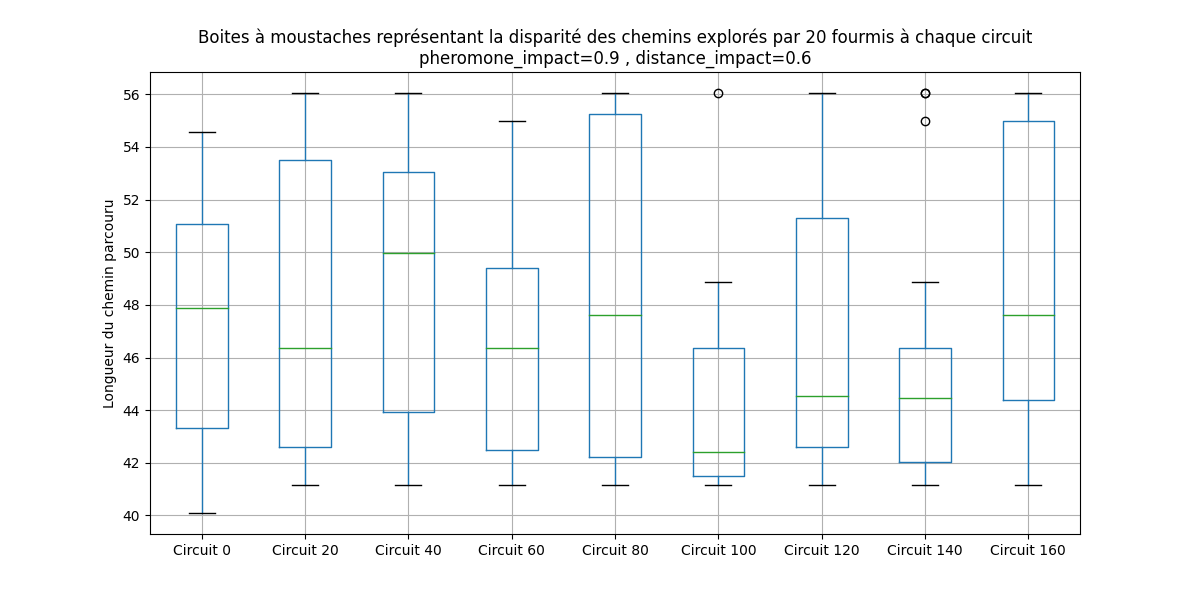 Boites à moustaches représentant la disparité des chemins explorés par 20 fourmis à chaque circuit
pheromone_impact=0.9 , distance_impact=0.6
Longueur du chemin parcouru
56
54
52
50
48
46
44
42
40
Circuit 0 Circuit 20 Circuit 40 Circuit 60 Circuit 80 Circuit 100 Circuit 120 Circuit 140 Circuit 160